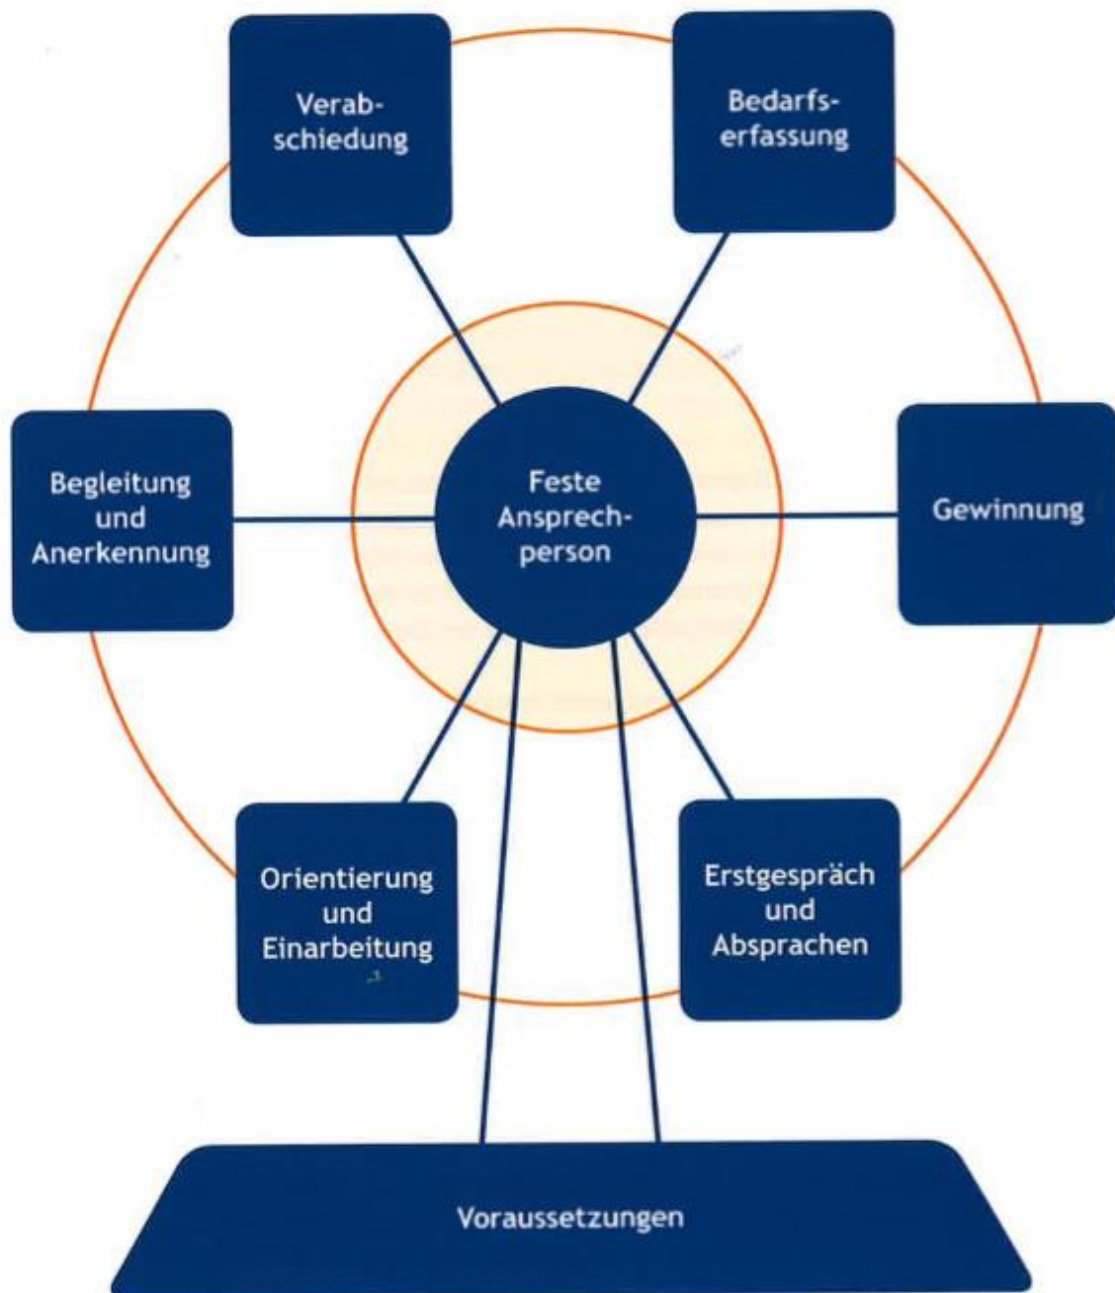 Verab-
schiedung
Bedarfs-
erfassung
Begleitung
und
Anerkennung
Feste
Ansprech-
person
Gewinnung
Orientierung
und
Einarbeitung
Erstgespräch
und
Absprachen
Voraussetzungen